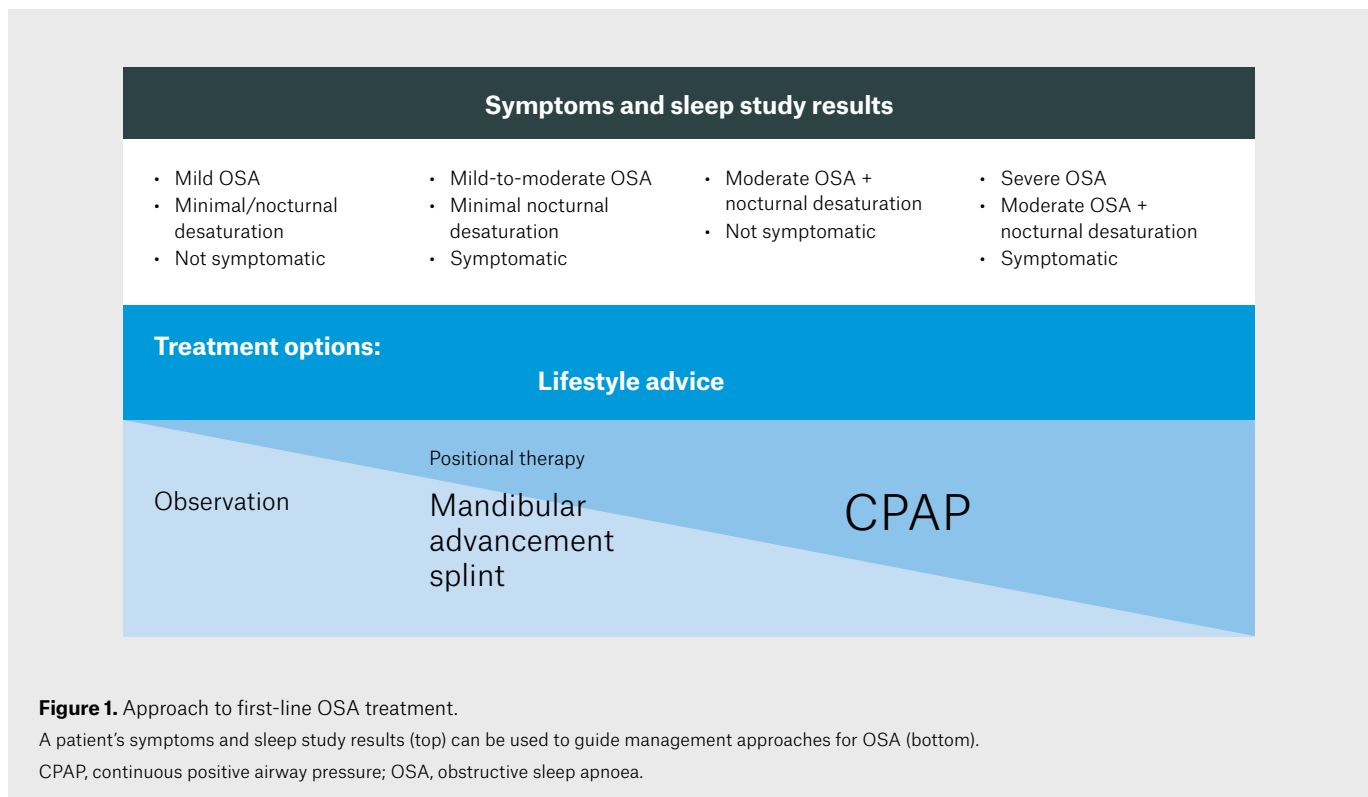 Symptoms and sleep study results
• Mild OSA
• Minimal/nocturnal
desaturation
• Not symptomatic
• Mild-to-moderate OSA
• Minimal nocturnal
desaturation
• Symptomatic
• Moderate OSA +
nocturnal desaturation
• Not symptomatic
• Severe OSA
• Moderate OSA +
nocturnal desaturation
• Symptomatic
Treatment options:
Lifestyle advice
Observation
Positional therapy
Mandibular
advancement
splint
CPAP
Figure 1. Approach to first-line OSA treatment.
A patient’s symptoms and sleep study results (top) can be used to guide management approaches for OSA (bottom).
CPAP, continuous positive airway pressure; OSA, obstructive sleep apnoea.